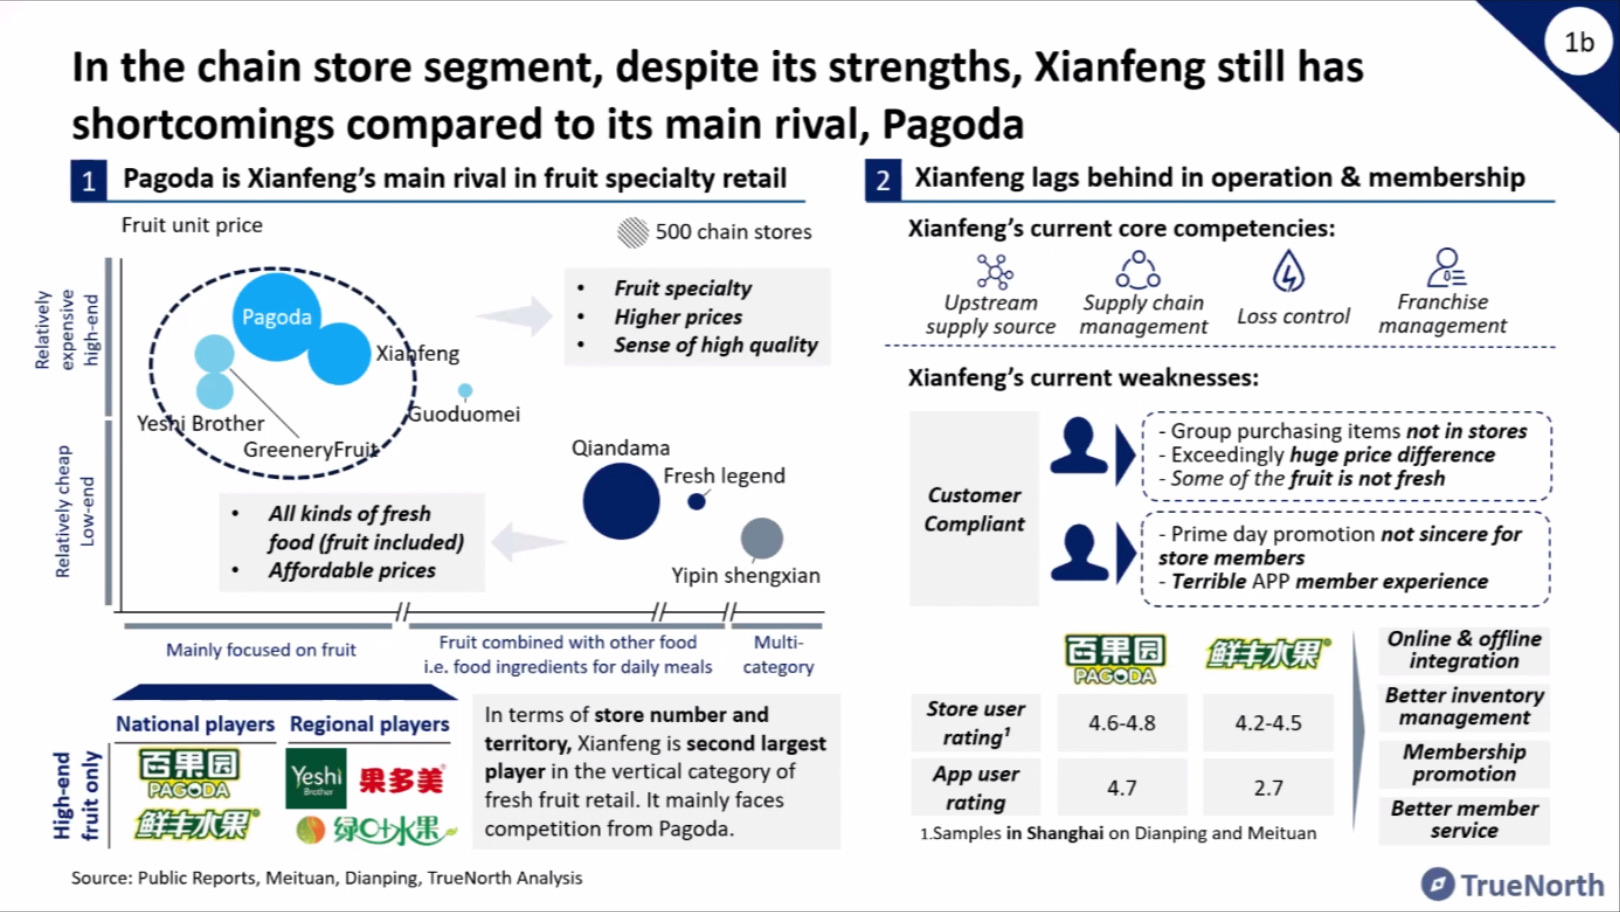 1b
In the chain store segment, despite its strengths, Xianfeng still has
shortcomings compared to its main rival, Pagoda
1
Pagoda is Xianfeng's main rival in fruit specialty retail
Fruit unit price
500 chain stores
Relatively
expensive
high-end
Pagoda
Xianfeng
Yeshi Brother
GreeneryFruit
Guoduomei
• Fruit specialty
• Higher prices
• Sense of high quality
Relatively cheap
Low-end
Qiandama
Fresh legend
Yipin shengxian
• All kinds of fresh
food (fruit included)
• Affordable prices
Mainly focused on fruit
Fruit combined with other food
i.e. food ingredients for daily meals
Multi-
category
High-end
fruit only
National players
Regional players
百果园
PAGODA
鲜丰水果
Yeshi
Brother
果多美
绿叶水果
In terms of store number and
territory, Xianfeng is second largest
player in the vertical category of
fresh fruit retail. It mainly faces
competition from Pagoda.
2
Xianfeng lags behind in operation & membership
Xianfeng's current core competencies:
Upstream
supply source
Supply chain
management
Loss control
Franchise
management
Xianfeng's current weaknesses:
Customer
Compliant
- Group purchasing items not in stores
- Exceedingly huge price difference
- Some of the fruit is not fresh
- Prime day promotion not sincere for
store members
- Terrible APP member experience
百果园
PAGODA
鲜丰水果
Store user
rating¹
4.6-4.8
4.2-4.5
App user
rating
4.7
2.7
1.Samples in Shanghai on Dianping and Meituan
Online & offline
integration
Better inventory
management
Membership
promotion
Better member
service
Source: Public Reports, Meituan, Dianping, TrueNorth Analysis
TrueNorth